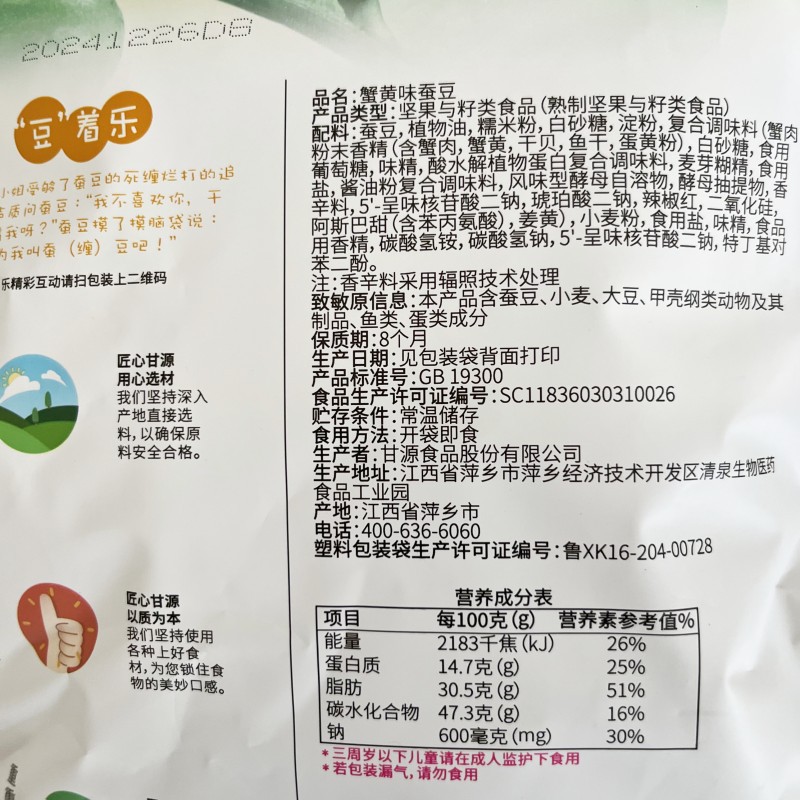 20241226D8
“豆”着乐
小姐受够了蚕豆的死缠烂打的追
质问蚕豆：“我不喜欢你，干
我呀？”蚕豆摸了摸脑袋说：
为我叫蚕（缠）豆吧！”
乐精彩互动请扫包装上二维码
匠心甘源
用心选材
我们坚持深入
产地直接选
料，以确保原
料安全合格。
匠心甘源
以质为本
我们坚持使用
各种上好食
材，为您锁住食
物的美妙口感。
品名：蟹黄味蚕豆
产品类型：坚果与籽类食品（熟制坚果与籽类食品）
配料：蚕豆，植物油，糯米粉，白砂糖，淀粉，复合调味料（蟹肉
粉末香精（含蟹肉，蟹黄，干贝，鱼干，蛋黄粉），白砂糖，食用
葡萄糖，味精，酸水解植物蛋白复合调味料，麦芽糊精，食用
盐，酱油粉复合调味料，风味型酵母自溶物，酵母抽提物，香
辛料，5'-呈味核苷酸二钠，琥珀酸二钠，辣椒红，二氧化硅，
阿斯巴甜（含苯丙氨酸），姜黄），小麦粉，食用盐，味精，食品
用香精，碳酸氢铵，碳酸氢钠，5'-呈味核苷酸二钠，特丁基对
苯二酚。
注：香辛料采用辐照技术处理
致敏原信息：本产品含蚕豆、小麦、大豆、甲壳纲类动物及其
制品、鱼类、蛋类成分
保质期：8个月
生产日期：见包装袋背面打印
产品标准号：GB 19300
食品生产许可证编号：SC11836030310026
贮存条件：常温储存
食用方法：开袋即食
生产者：甘源食品股份有限公司
生产地址：江西省萍乡市萍乡经济技术开发区清泉生物医药
食品工业园
产地：江西省萍乡市
电话：400-636-6060
塑料包装袋生产许可证编号：鲁XK16-204-00728
营养成分表
项目 每100克(g) 营养素参考值%
能量 2183千焦(kJ) 26%
蛋白质 14.7克(g) 25%
脂肪 30.5克(g) 51%
碳水化合物 47.3克(g) 16%
钠 600毫克(mg) 30%
*三周岁以下儿童请在成人监护下食用
*若包装漏气，请勿食用